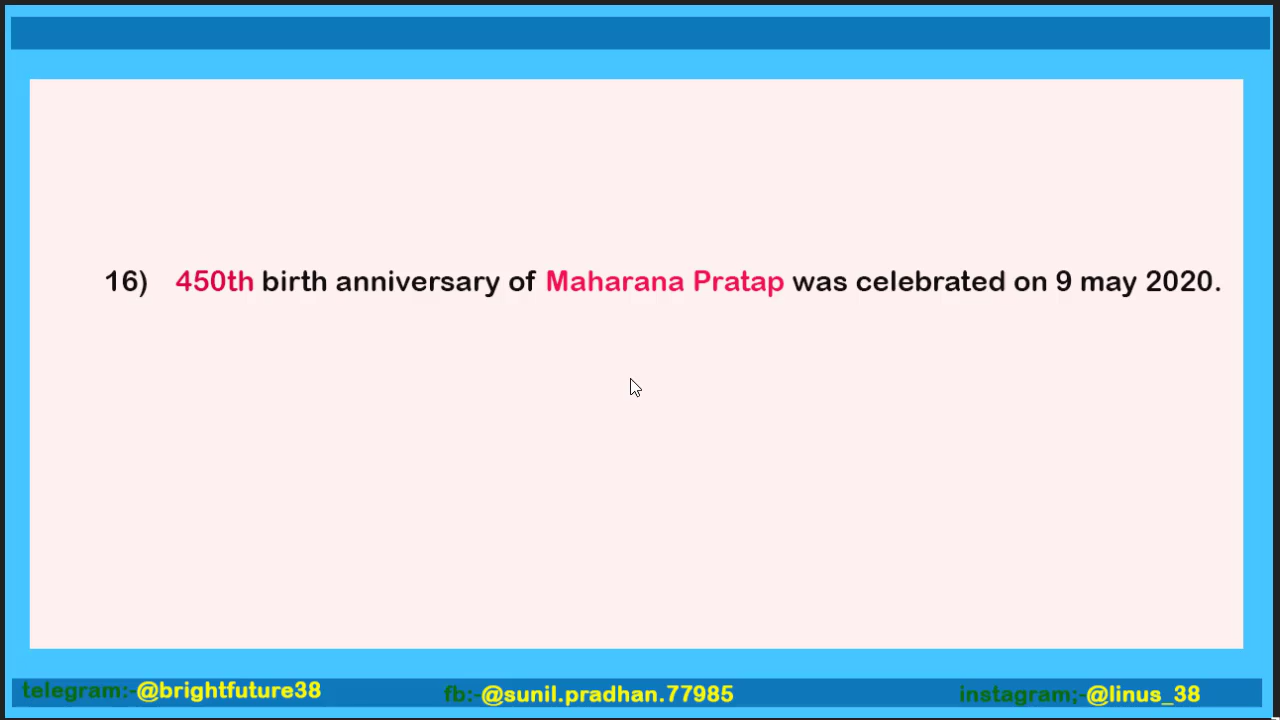 16) 450th birth anniversary of Maharana Pratap was celebrated on 9 may 2020.
telegram:-@brightfuture38 fb:-@sunil.pradhan.77985 instagram;-@linus_38